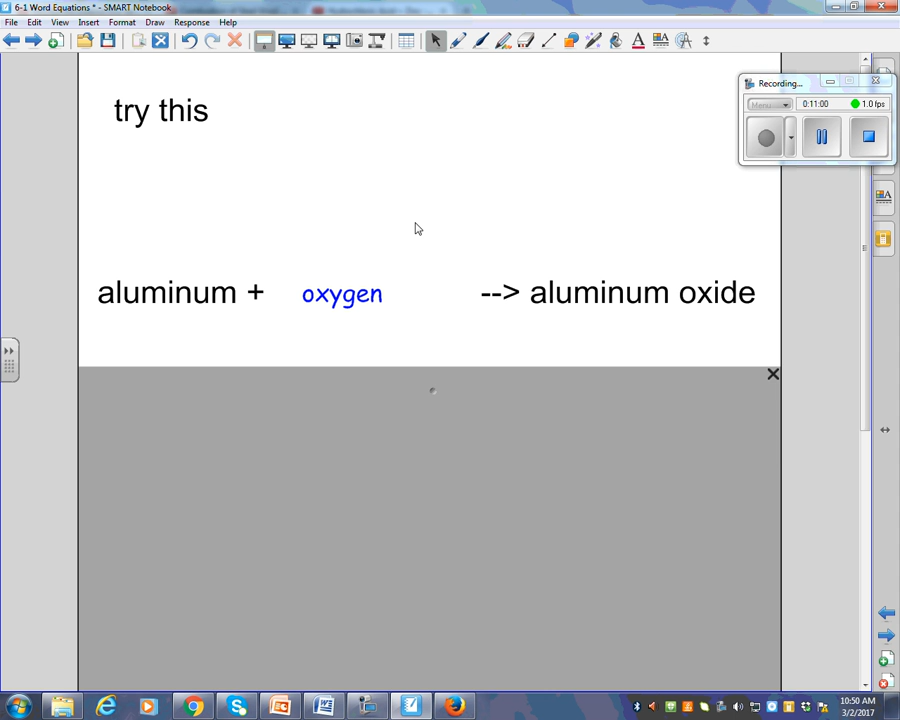 6-1 Word Equations * - SMART Notebook
File Edit View Insert Format Draw Response Help
Recording...
Menu 0:11:00 1.0 fps
try this
aluminum + oxygen --> aluminum oxide
10:50 AM
3/2/2017